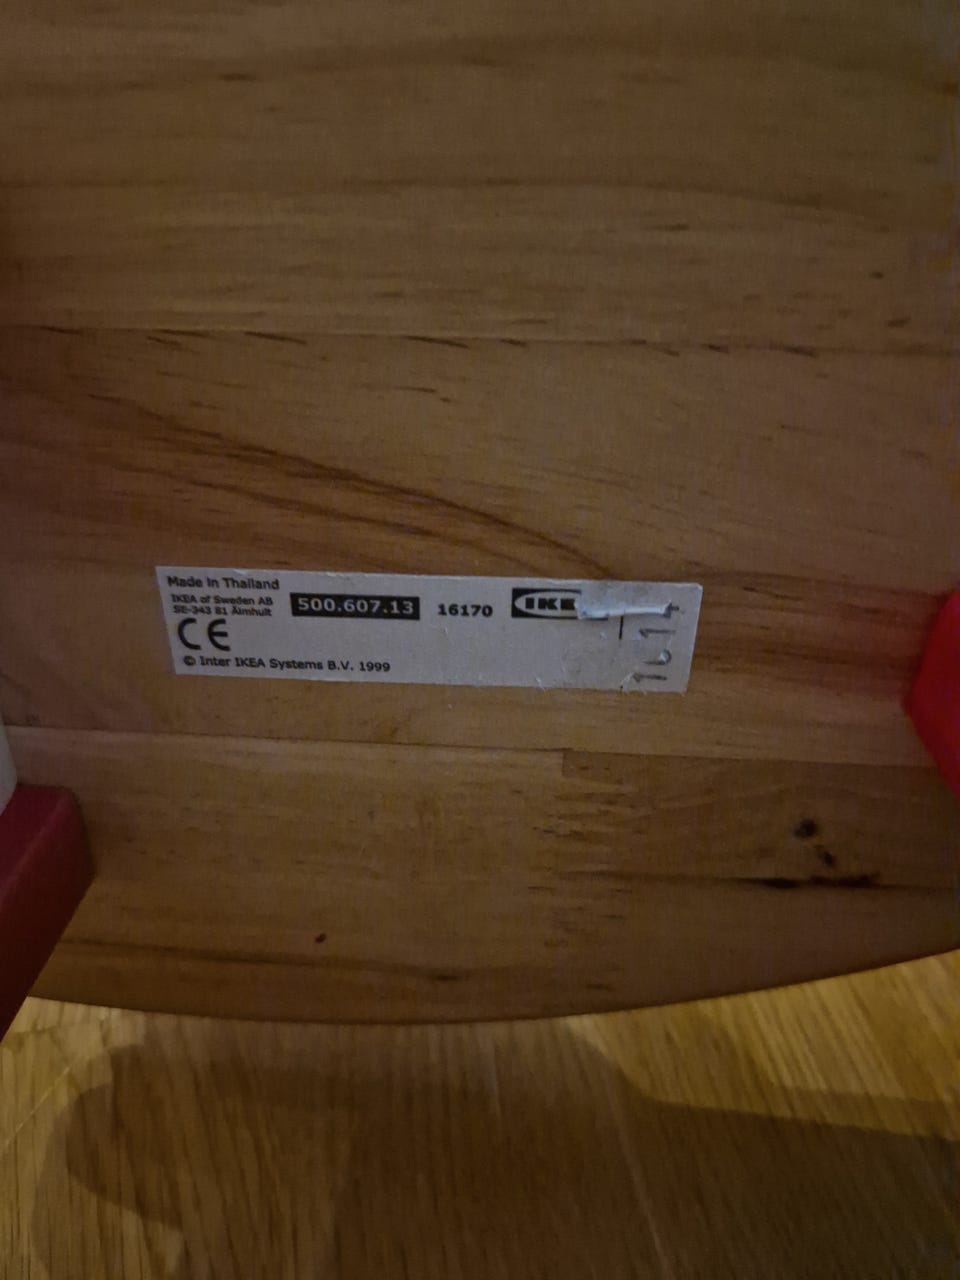 Made in Thailand
IKEA of Sweden AB
SE-343 81 Älmhult
500.607.13
16170
CE
© Inter IKEA Systems B.V. 1999